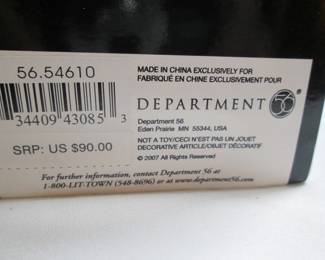 56.54610
34409 43085 3
SRP: US $90.00
MADE IN CHINA EXCLUSIVELY FOR
FABRIQUÉ EN CHINE EXCLUSIVEMENT POUR
DEPARTMENT 56
Department 56
Eden Prairie MN 55344, USA
NOT A TOY/CECI N'EST PAS UN JOUET
DECORATIVE ARTICLE/OBJET DÉCORATIF
© 2007 All Rights Reserved
For further information, contact Department 56 at
1-800-LIT-TOWN (548-8696) or at www.department56.com.